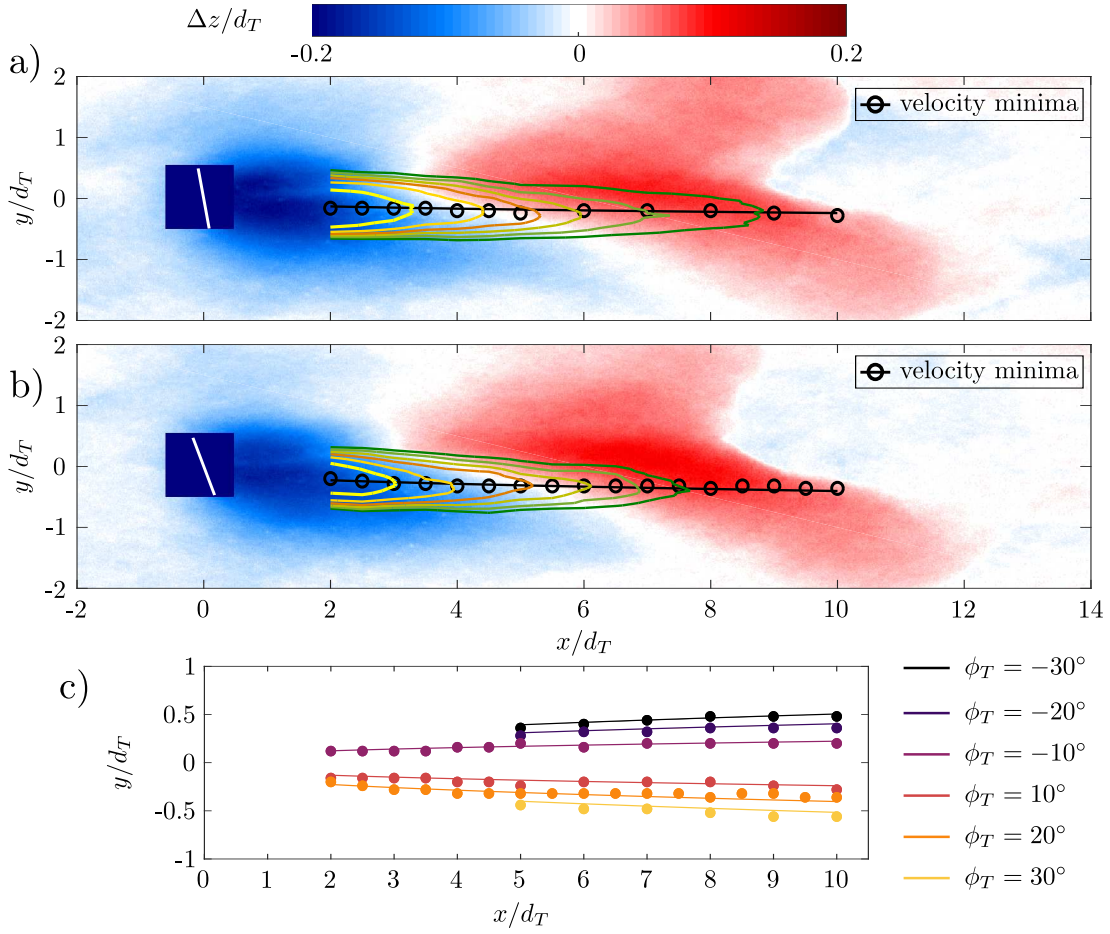 Δz/d_T
-0.2 0 0.2
a)
2
1
0
-1
-2
y/d_T
velocity minima
b)
2
1
0
-1
-2
y/d_T
velocity minima
-2 0 2 4 6 8 10 12 14
x/d_T
c)
1
0.5
0
-0.5
-1
y/d_T
0 1 2 3 4 5 6 7 8 9 10
x/d_T
ϕ_T = −30°
ϕ_T = −20°
ϕ_T = −10°
ϕ_T = 10°
ϕ_T = 20°
ϕ_T = 30°